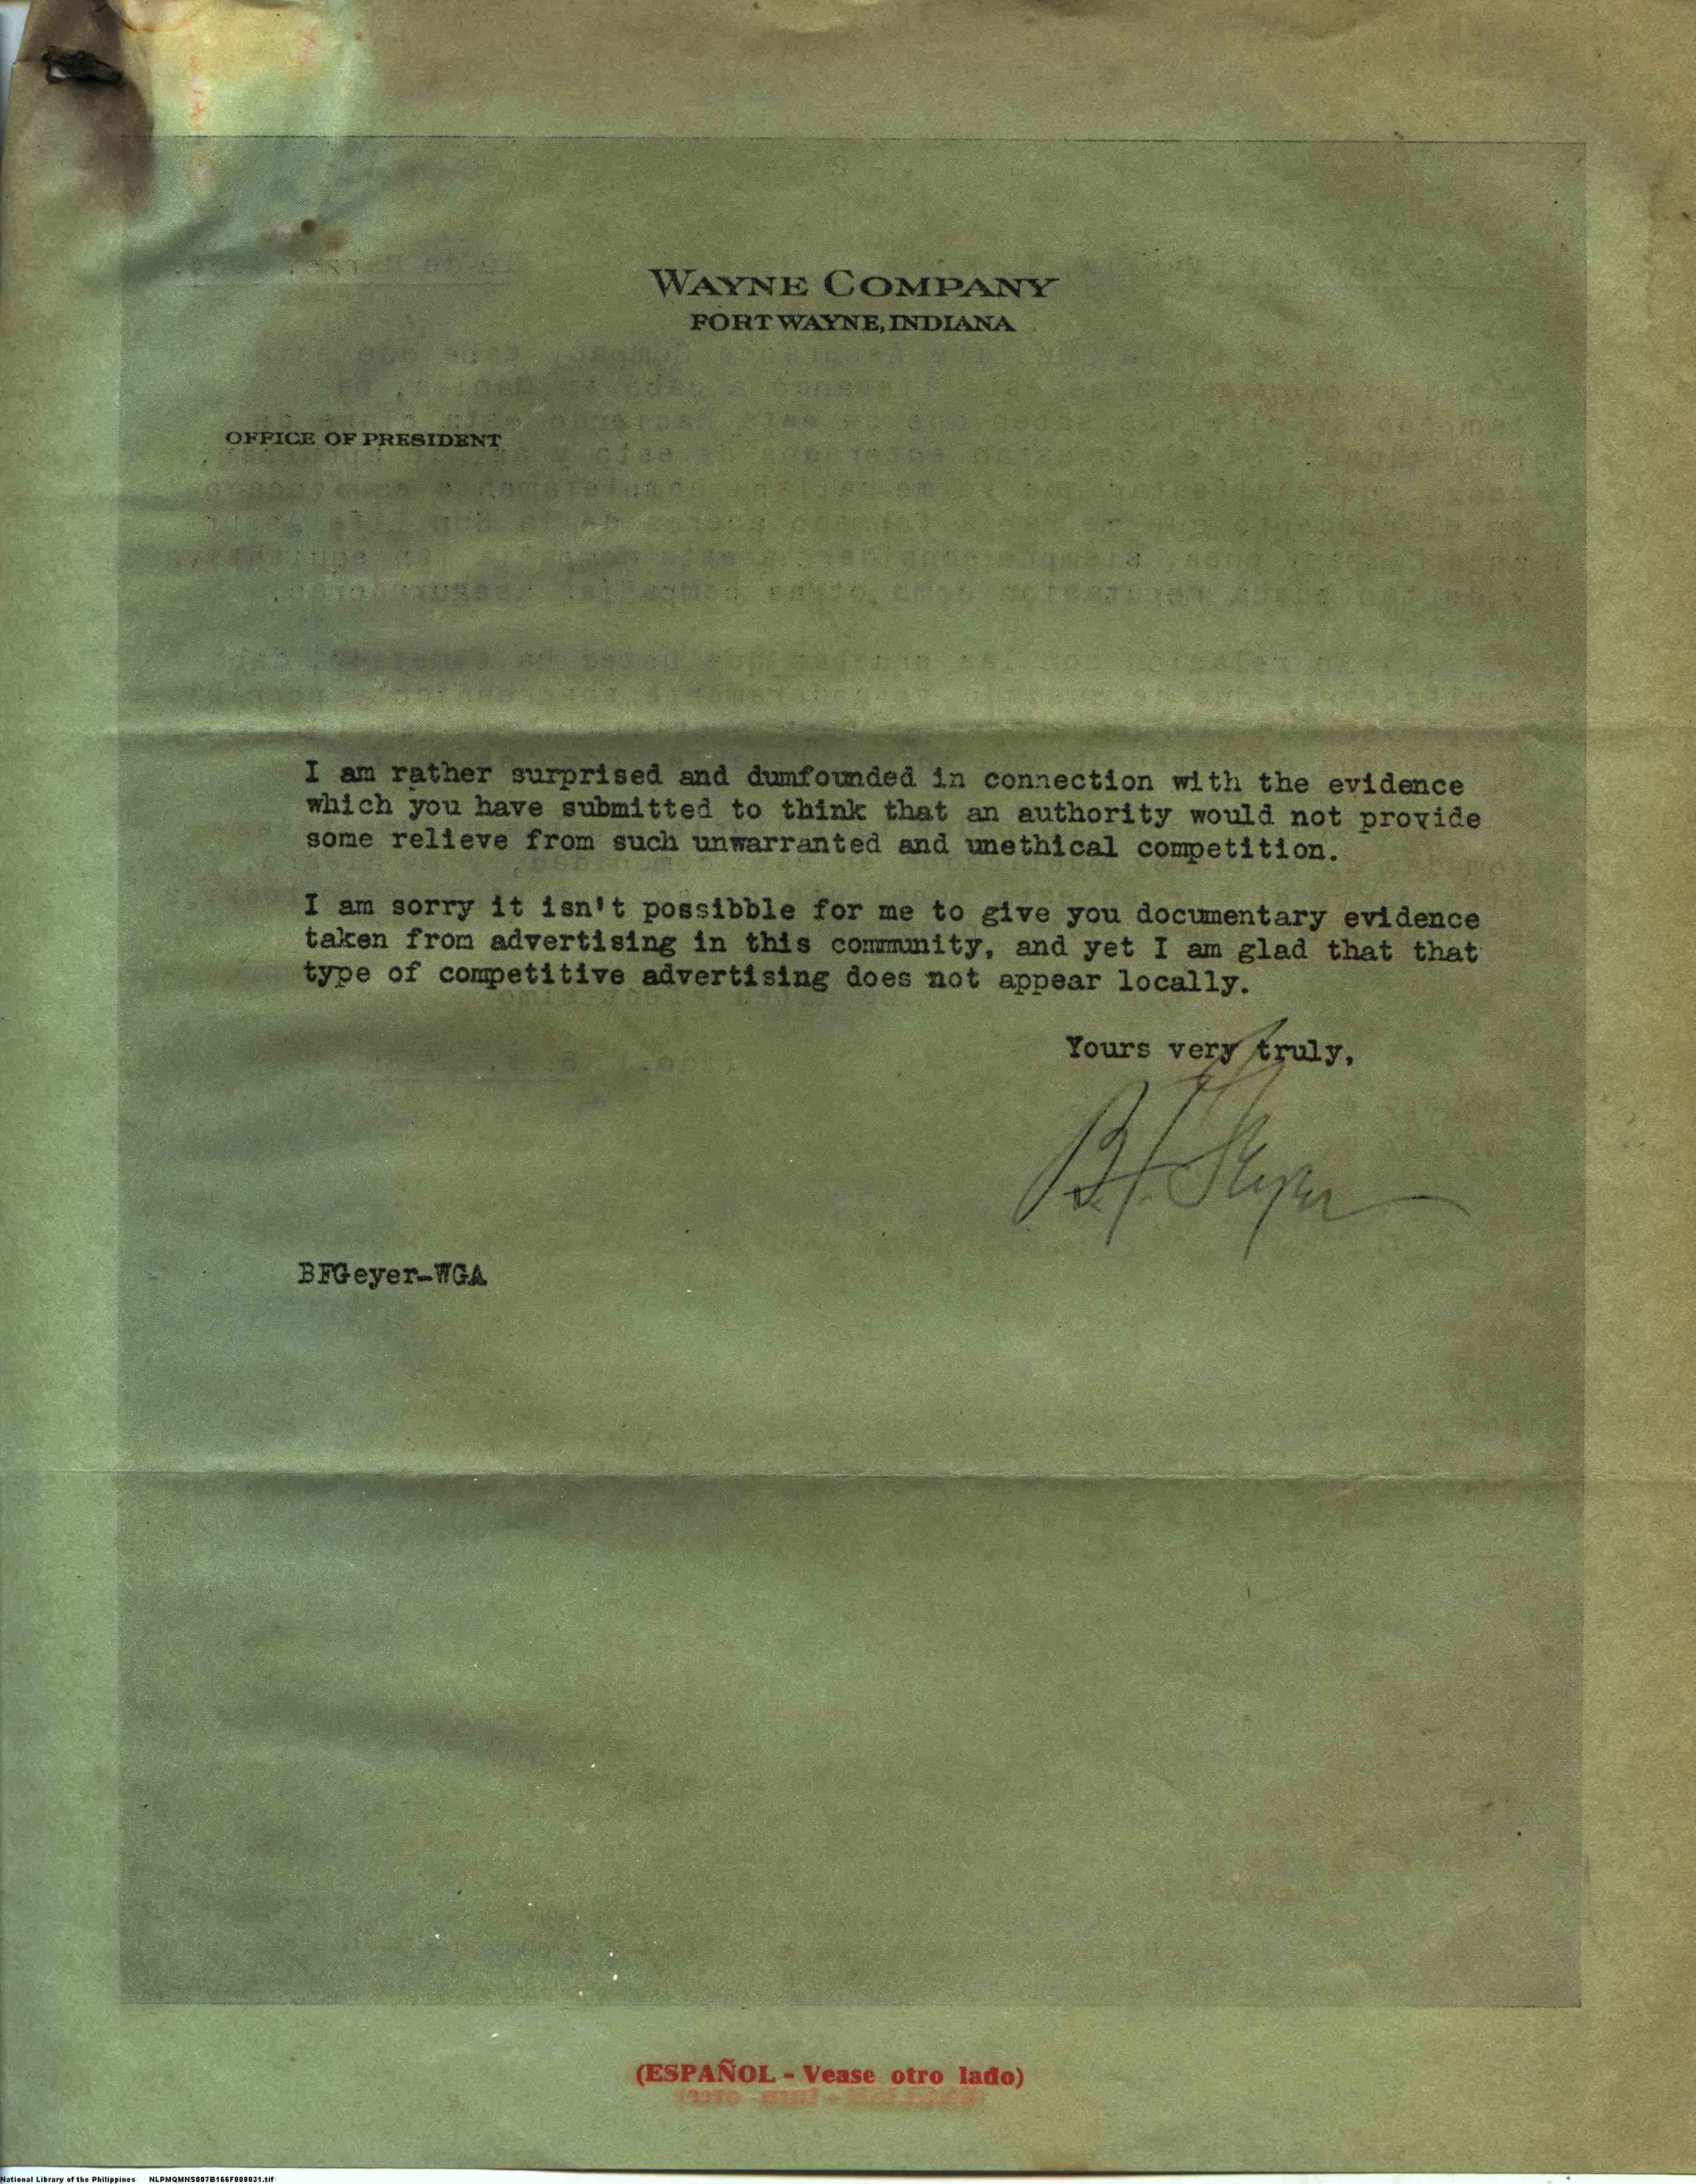 WAYNE COMPANY
FORT WAYNE, INDIANA
OFFICE OF PRESIDENT
I am rather surprised and dumfounded in connection with the evidence
which you have submitted to think that an authority would not provide
some relieve from such unwarranted and unethical competition.
I am sorry it isn't possibble for me to give you documentary evidence
taken from advertising in this community, and yet I am glad that that
type of competitive advertising does not appear locally.
Yours very truly,
B.F. Geyer
BFGeyer-WGA
(ESPAÑOL - Vease otro lado)
National Library of the Philippines NLPMQMNS007B166F008031.tif